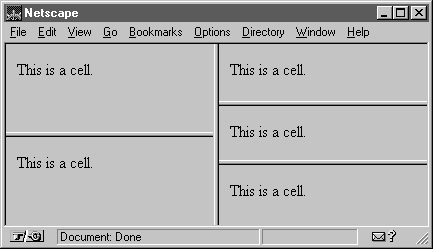 Netscape
File Edit View Go Bookmarks Options Directory Window Help
This is a cell.
This is a cell.
This is a cell.
This is a cell.
This is a cell.
Document: Done
?